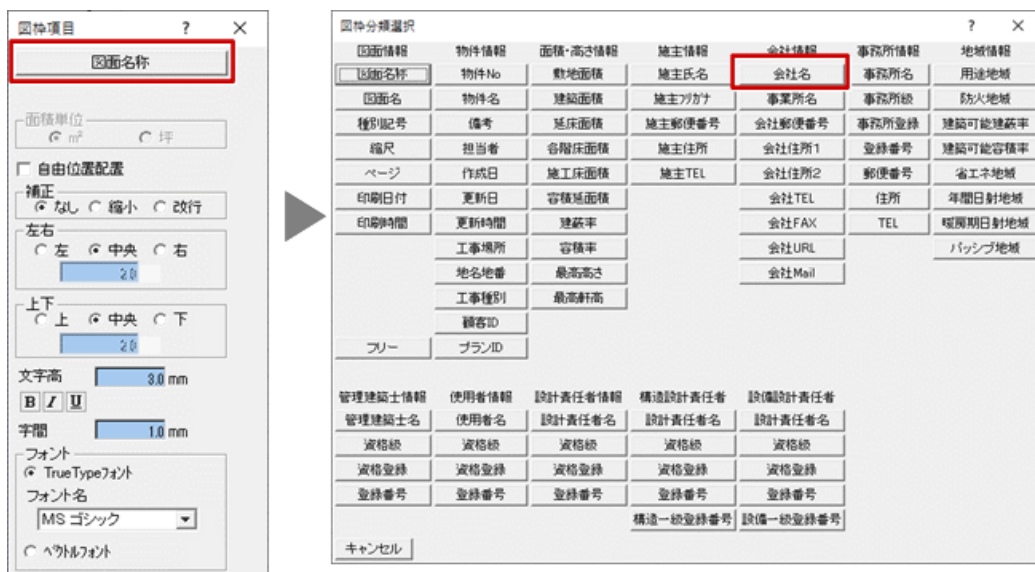 図枠項目 ? ×
図面名称
面積単位
㎡ 坪
自由位置配置
補正
なし 縮小 改行
左右
左 中央 右
2.0
上下
上 中央 下
2.0
文字高 3.0 mm
B I U
字間 1.0 mm
フォント
TrueTypeフォント
フォント名
MS ゴシック
ベクトルフォント
図枠分類選択 ? ×
図面情報 物件情報 面積・高さ情報 施主情報 会社情報 事務所情報 地域情報
図面名称 物件No 敷地面積 施主氏名 会社名 事務所名 用途地域
図面名 物件名 建築面積 施主フリガナ 事業所名 事務所級 防火地域
種別記号 備考 延床面積 施主郵便番号 会社郵便番号 事務所登録 建築可能建蔽率
縮尺 担当者 各階床面積 施主住所 会社住所1 登録番号 建築可能容積率
ページ 作成日 施工床面積 施主TEL 会社住所2 郵便番号 省エネ地域
印刷日付 更新日 容積延面積 会社TEL 住所 年間日射地域
印刷時間 更新時間 建蔽率 会社FAX TEL 暖房期日射地域
工事場所 容積率 会社URL パッシブ地域
地名地番 最高高さ 会社Mail
工事種別 最高軒高
顧客ID
フリー プランID
管理建築士情報 使用者情報 設計責任者情報 構造設計責任者 設備設計責任者
管理建築士名 使用者名 設計責任者名 設計責任者名 設計責任者名
資格級 資格級 資格級 資格級 資格級
資格登録 資格登録 資格登録 資格登録 資格登録
登録番号 登録番号 登録番号 登録番号 登録番号
構造一級登録番号 設備一級登録番号
キャンセル